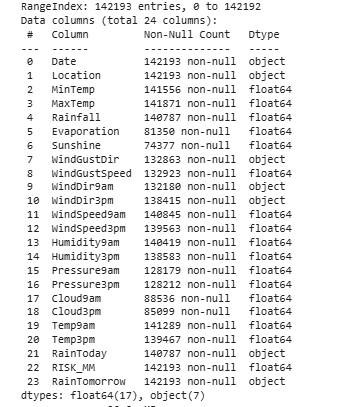 RangeIndex: 142193 entries, 0 to 142192
Data columns (total 24 columns):
 #   Column         Non-Null Count   Dtype
---  ------         --------------   -----
 0   Date           142193 non-null  object
 1   Location       142193 non-null  object
 2   MinTemp        141556 non-null  float64
 3   MaxTemp        141871 non-null  float64
 4   Rainfall       140787 non-null  float64
 5   Evaporation    81350 non-null   float64
 6   Sunshine       74377 non-null   float64
 7   WindGustDir    132863 non-null  object
 8   WindGustSpeed  132923 non-null  float64
 9   WindDir9am     132180 non-null  object
 10  WindDir3pm     138415 non-null  object
 11  WindSpeed9am   140845 non-null  float64
 12  WindSpeed3pm   139563 non-null  float64
 13  Humidity9am    140419 non-null  float64
 14  Humidity3pm    138583 non-null  float64
 15  Pressure9am    128179 non-null  float64
 16  Pressure3pm    128212 non-null  float64
 17  Cloud9am       88536 non-null   float64
 18  Cloud3pm       85099 non-null   float64
 19  Temp9am        141289 non-null  float64
 20  Temp3pm        139467 non-null  float64
 21  RainToday      140787 non-null  object
 22  RISK_MM        142193 non-null  float64
 23  RainTomorrow   142193 non-null  object
dtypes: float64(17), object(7)